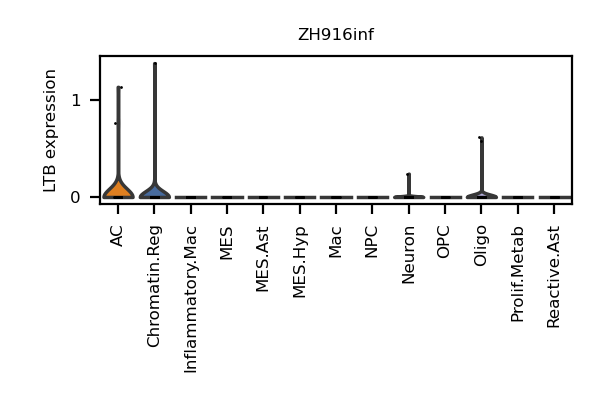 ZH916inf
LTB expression
1
0
AC
Chromatin.Reg
Inflammatory.Mac
MES
MES.Ast
MES.Hyp
Mac
NPC
Neuron
OPC
Oligo
Prolif.Metab
Reactive.Ast